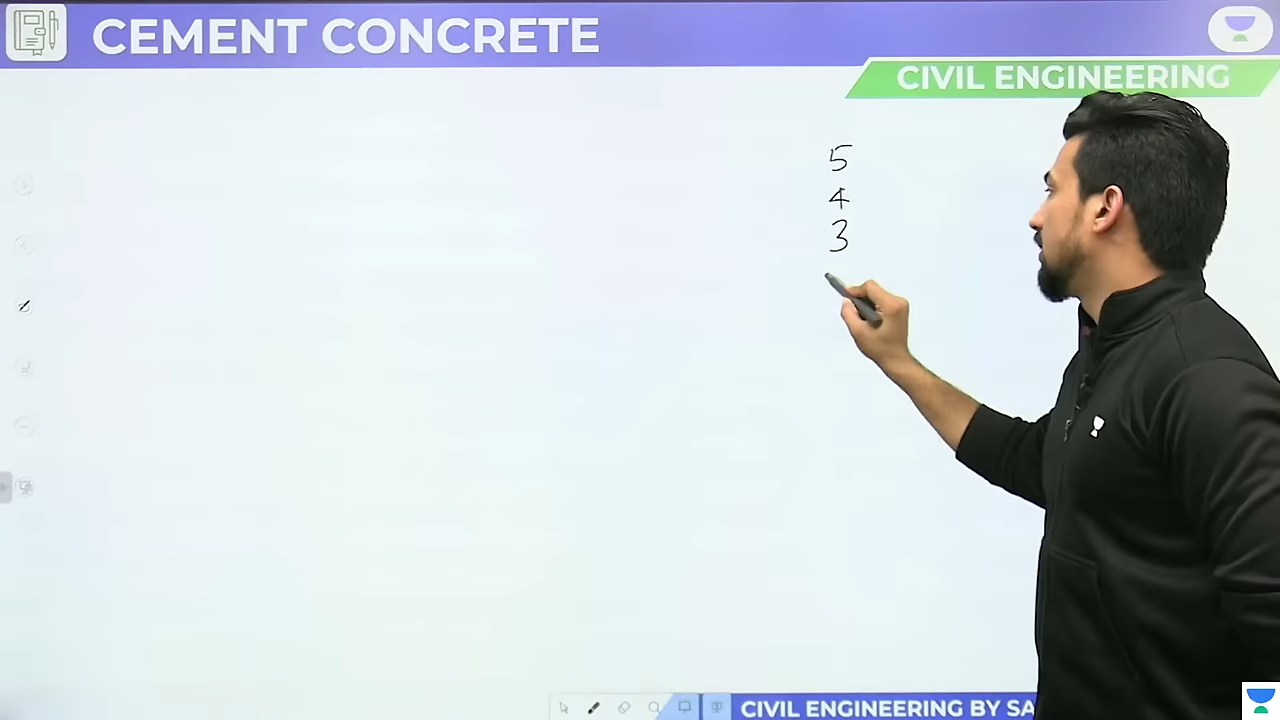 CEMENT CONCRETE
CIVIL ENGINEERING
5
4
3
CIVIL ENGINEERING BY SA